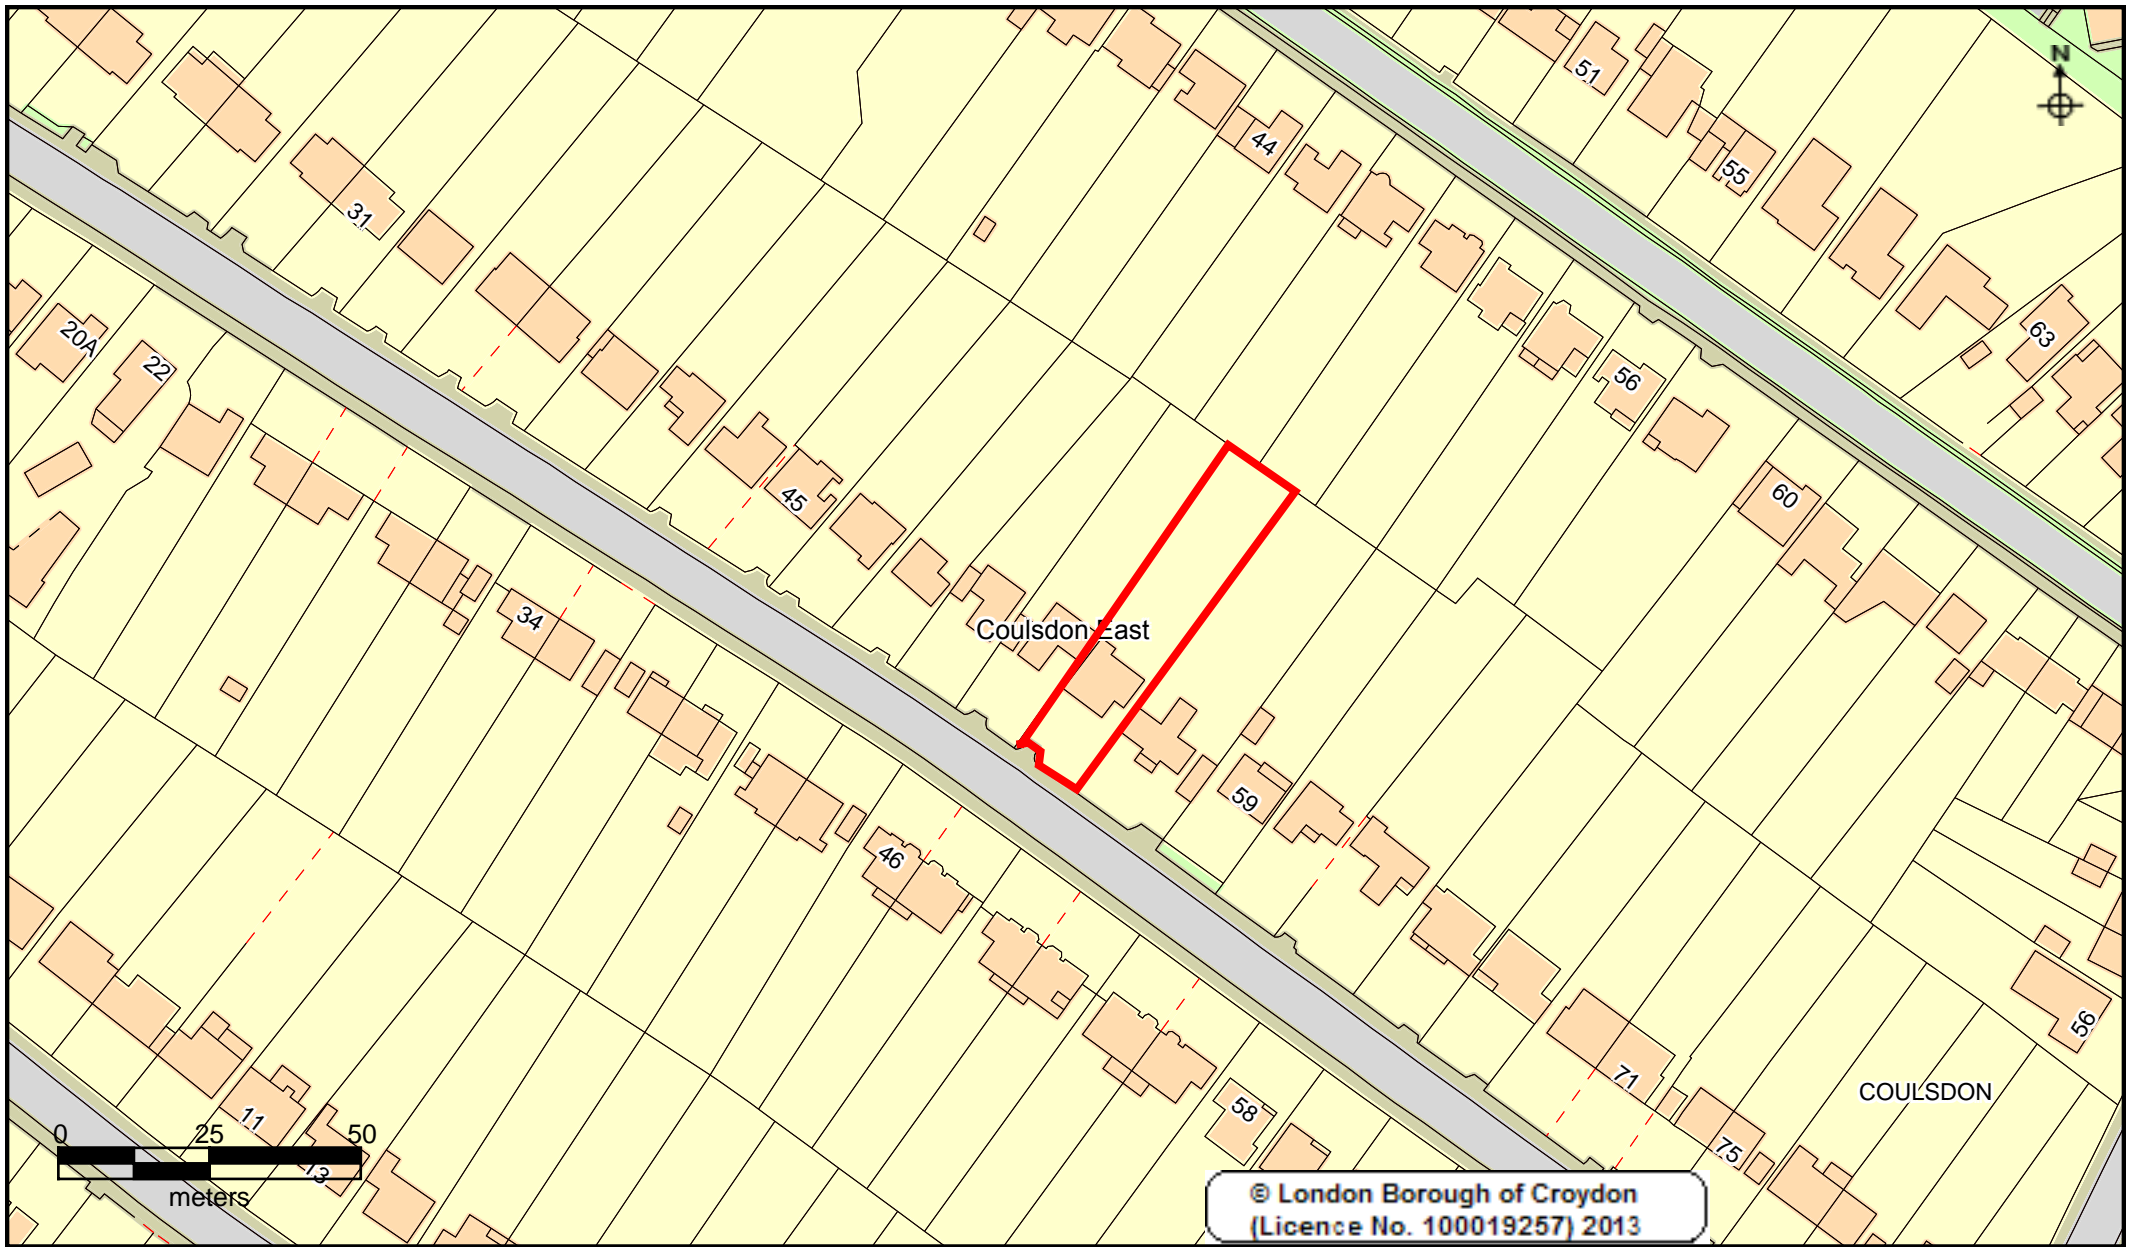 N
51
44
55
31
63
20A
22
56
60
45
34
Coulsdon East
59
46
56
71
COULSDON
58
11
75
0 25 50
13
meters
© London Borough of Croydon
(Licence No. 100019257) 2013